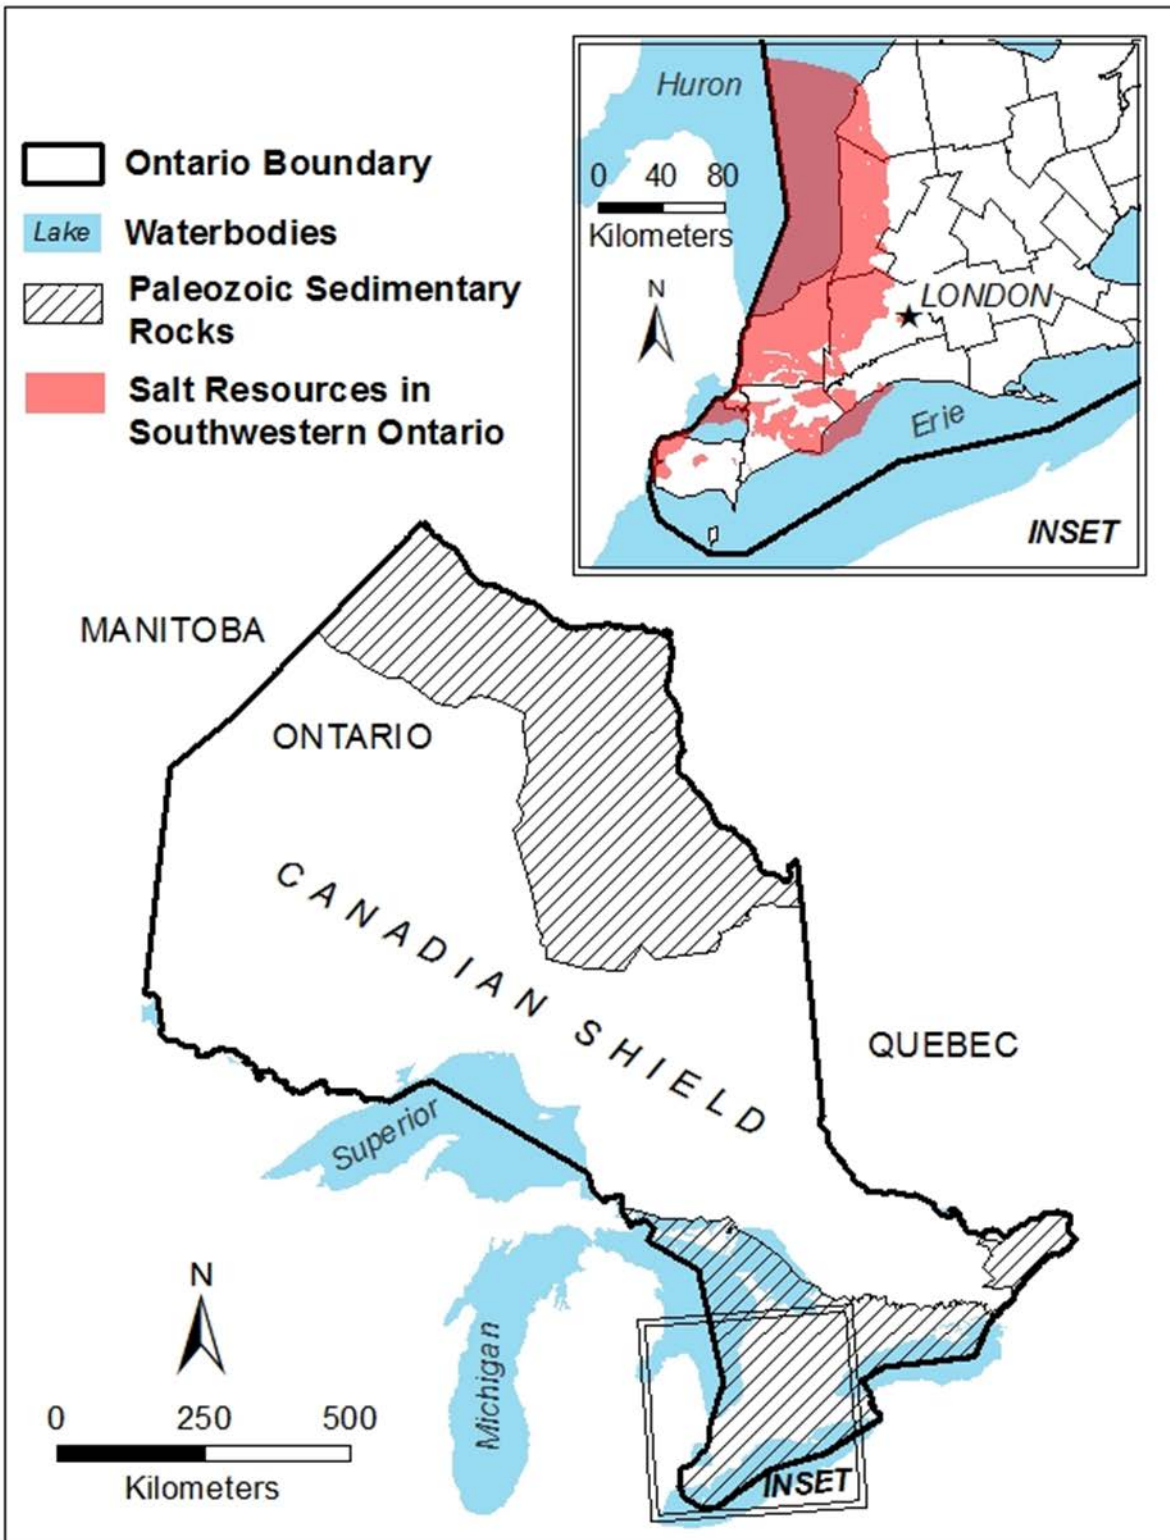 Huron
0 40 80
Kilometers
N
LONDON
Erie
INSET
Ontario Boundary
Lake Waterbodies
Paleozoic Sedimentary
Rocks
Salt Resources in
Southwestern Ontario
MANITOBA
ONTARIO
CANADIAN SHIELD
QUEBEC
Superior
Michigan
N
0 250 500
Kilometers
INSET